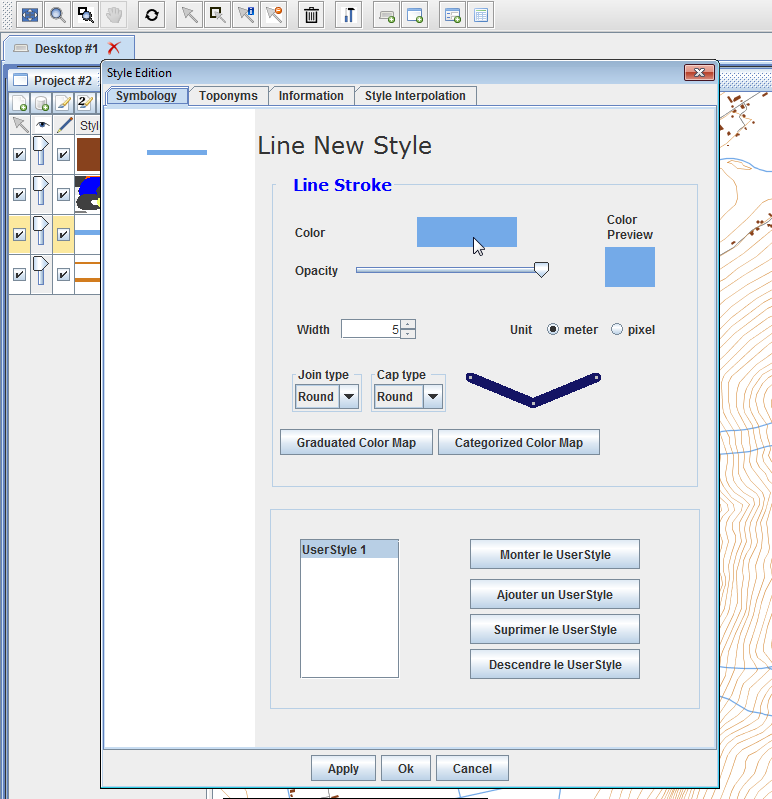 Desktop #1
Project #2
Style Edition
Symbology Toponyms Information Style Interpolation
Styl
Line New Style
Line Stroke
Color
Color
Preview
Opacity
Width 5 Unit meter pixel
Join type Cap type
Round Round
Graduated Color Map Categorized Color Map
UserStyle 1
Monter le UserStyle
Ajouter un UserStyle
Suprimer le UserStyle
Descendre le UserStyle
Apply Ok Cancel